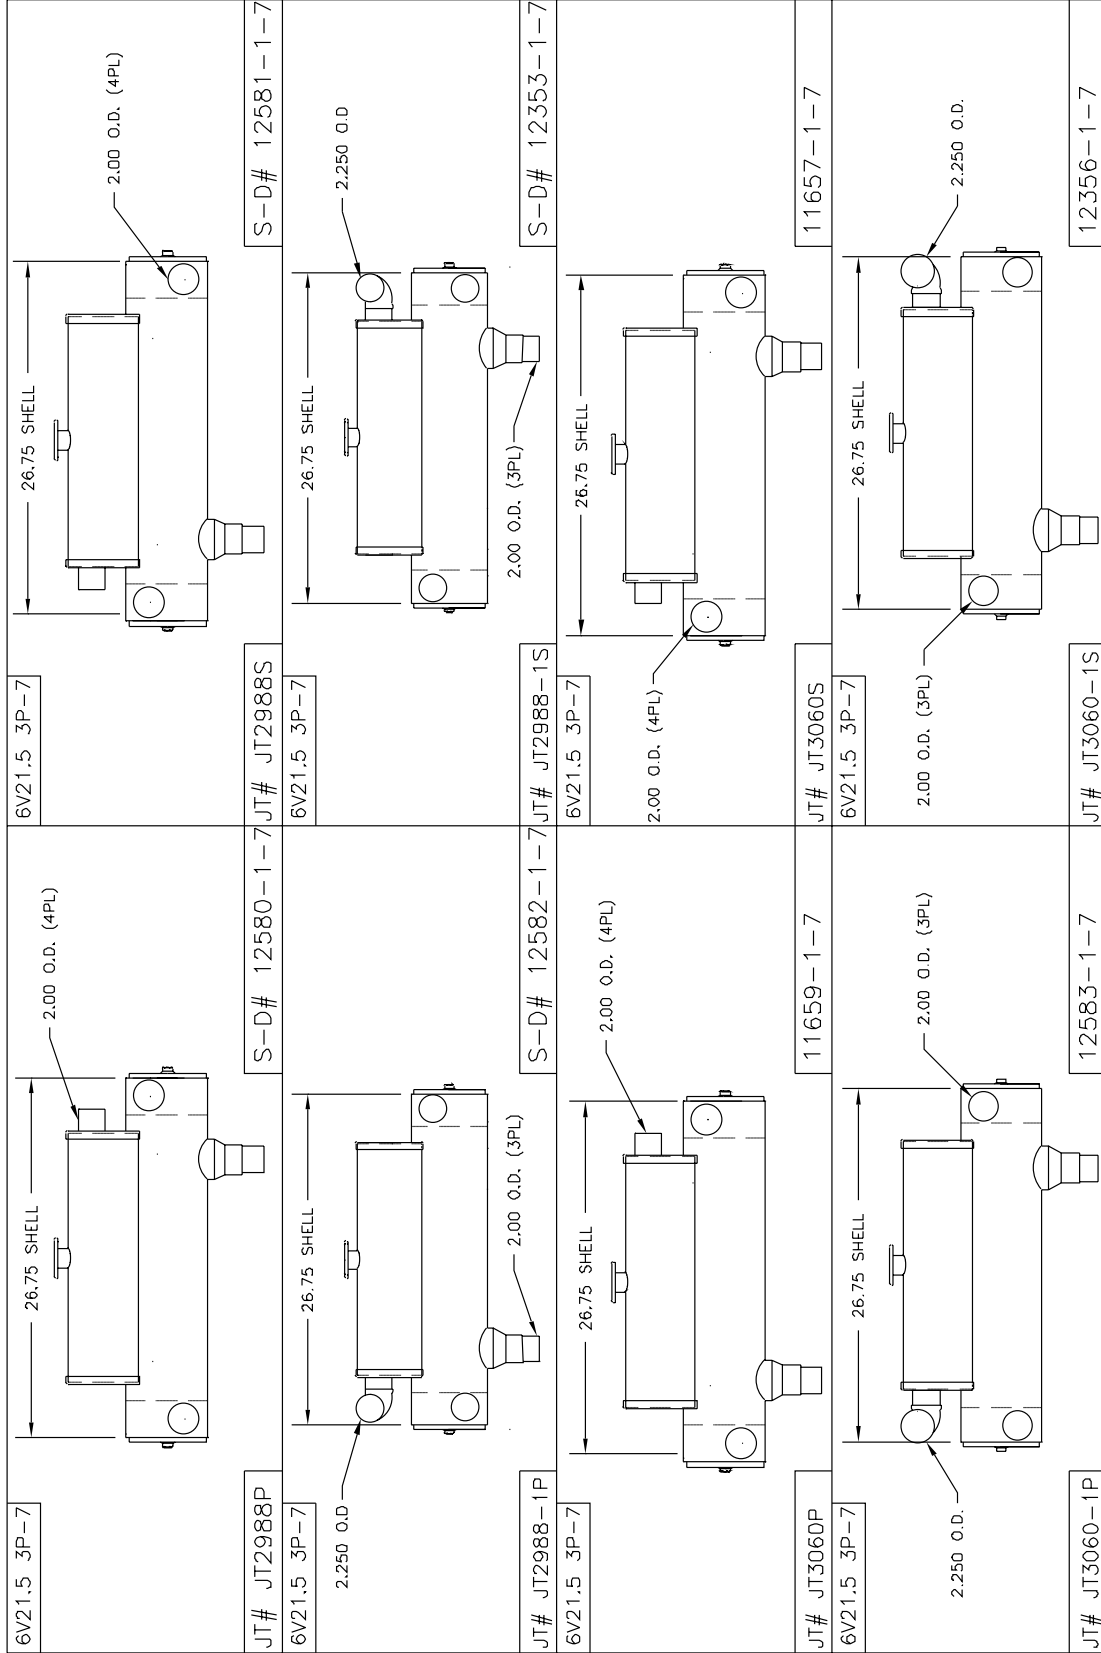 6V21.5 3P-7
26.75 SHELL
2.00 O.D. (4PL)
JT# JT2988P
S-D# 12580-1-7
6V21.5 3P-7
26.75 SHELL
2.00 O.D. (4PL)
JT# JT2988S
S-D# 12581-1-7
6V21.5 3P-7
2.250 O.D
26.75 SHELL
2.00 O.D. (3PL)
JT# JT2988-1P
S-D# 12582-1-7
6V21.5 3P-7
26.75 SHELL
2.250 O.D
2.00 O.D. (3PL)
JT# JT2988-1S
S-D# 12353-1-7
6V21.5 3P-7
26.75 SHELL
2.00 O.D. (4PL)
JT# JT3060P
11659-1-7
6V21.5 3P-7
26.75 SHELL
2.00 O.D. (4PL)
JT# JT3060S
11657-1-7
6V21.5 3P-7
26.75 SHELL
2.250 O.D.
2.00 O.D. (3PL)
JT# JT3060-1P
12583-1-7
6V21.5 3P-7
26.75 SHELL
2.00 O.D. (3PL)
2.250 O.D.
JT# JT3060-1S
12356-1-7